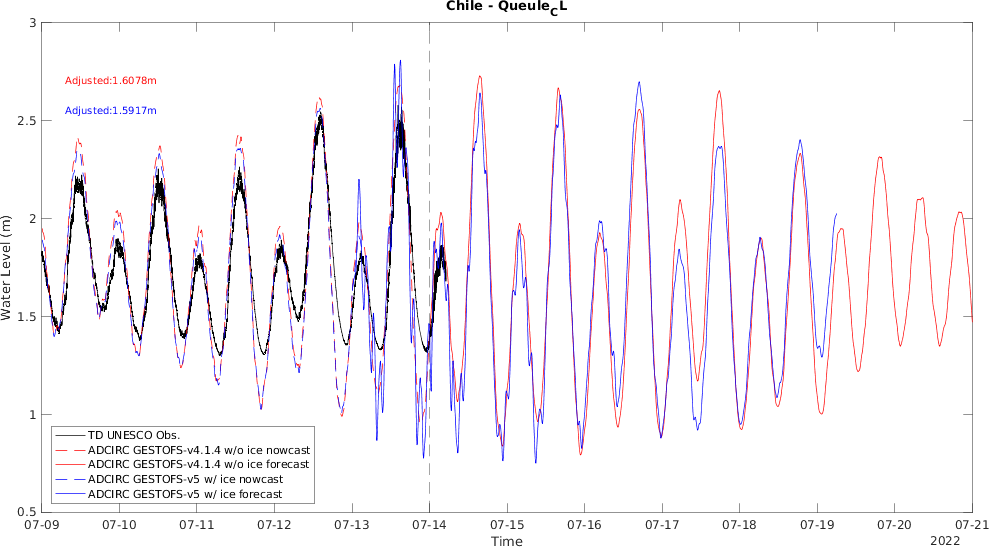 Chile - Queule_CL
Adjusted:1.6078m
Adjusted:1.5917m
Water Level (m)
3
2.5
2
1.5
1
0.5
TD UNESCO Obs.
ADCIRC GESTOFS-v4.1.4 w/o ice nowcast
ADCIRC GESTOFS-v4.1.4 w/o ice forecast
ADCIRC GESTOFS-v5 w/ ice nowcast
ADCIRC GESTOFS-v5 w/ ice forecast
07-09 07-10 07-11 07-12 07-13 07-14 07-15 07-16 07-17 07-18 07-19 07-20 07-21
Time
2022